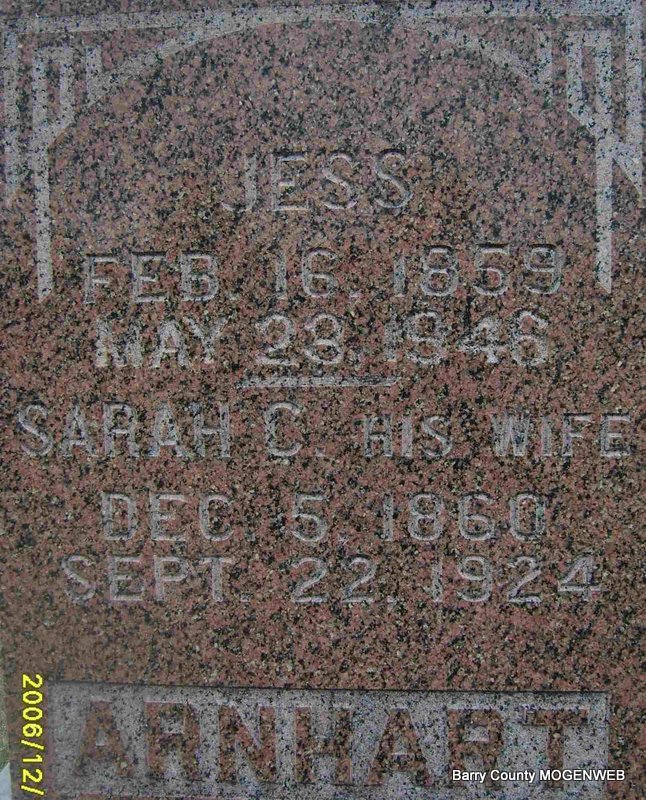 JESS
FEB. 16, 1859
MAY 23, 1946
SARAH C. HIS WIFE
DEC. 5, 1860
SEPT. 22, 1924
ARNHART
2006/12/
Barry County MOGENWEB